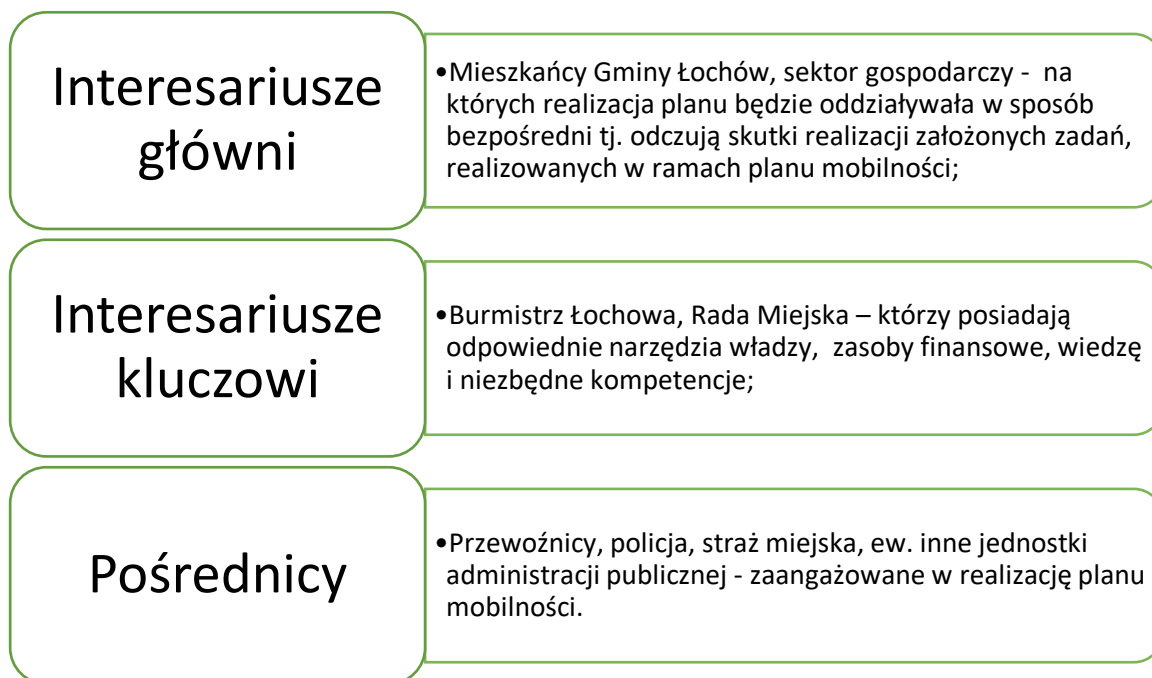 Interesariusze
główni
•Mieszkańcy Gminy Łochów, sektor gospodarczy - na
których realizacja planu będzie oddziaływała w sposób
bezpośredni tj. odczują skutki realizacji założonych zadań,
realizowanych w ramach planu mobilności;
Interesariusze
kluczowi
•Burmistrz Łochowa, Rada Miejska – którzy posiadają
odpowiednie narzędzia władzy, zasoby finansowe, wiedzę
i niezbędne kompetencje;
Pośrednicy
•Przewoźnicy, policja, straż miejska, ew. inne jednostki
administracji publicznej - zaangażowane w realizację planu
mobilności.